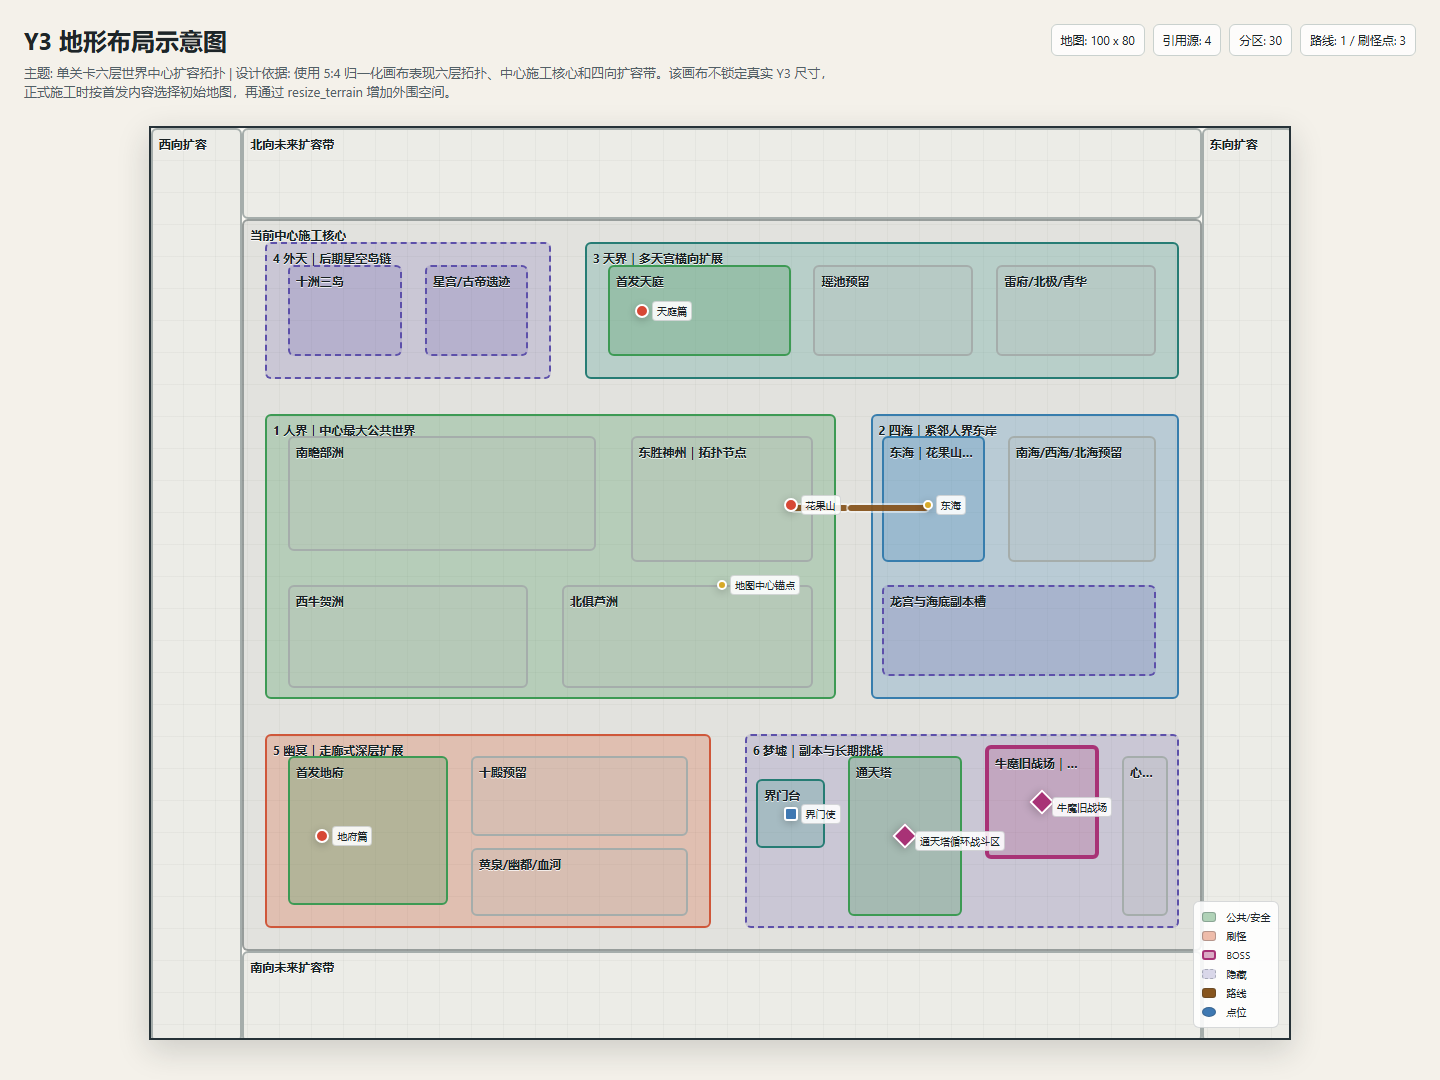 Y3 地形布局示意图
主题: 单关卡六层世界中心扩容拓扑 | 设计依据: 使用 5:4 归一化画布表现六层拓扑、中心施工核心和四向扩容带。该画布不锁定真实 Y3 尺寸，
正式施工时按首发内容选择初始地图，再通过 resize_terrain 增加外围空间。
地图: 100 x 80
引用源: 4
分区: 30
路线: 1 / 刷怪点: 3
西向扩容
北向未来扩容带
东向扩容
当前中心施工核心
4 外天 | 后期星空岛链
十洲三岛
星宫/古帝遗迹
3 天界 | 多天宫横向扩展
首发天庭
天庭篇
瑶池预留
雷府/北极/青华
1 人界 | 中心最大公共世界
南瞻部洲
东胜神州 | 拓扑节点
花果山
地图中心锚点
西牛贺洲
北俱芦洲
2 四海 | 紧邻人界东岸
东海 | 花果山...
东海
南海/西海/北海预留
龙宫与海底副本槽
5 幽冥 | 走廊式深层扩展
首发地府
地府篇
十殿预留
黄泉/幽都/血河
6 梦墟 | 副本与长期挑战
界门台
界门使
通天塔
通天塔循环战斗区
牛魔旧战场 | ...
牛魔旧战场
心...
南向未来扩容带
公共/安全
刷怪
BOSS
隐藏
路线
点位